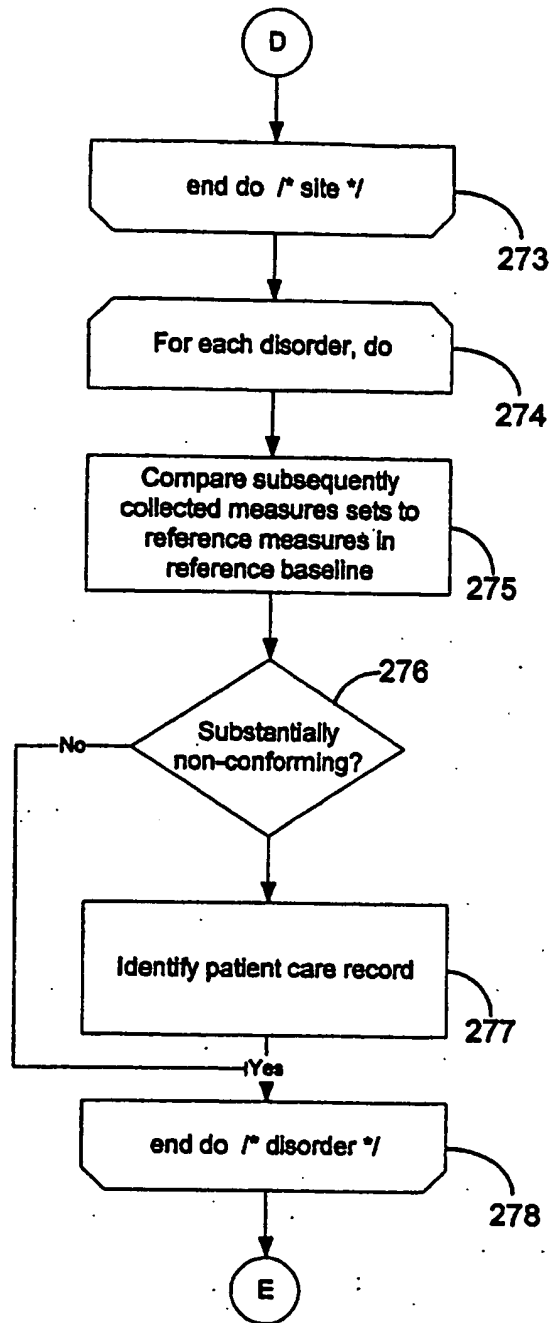 D
end do /* site */
273
For each disorder, do
274
Compare subsequently
collected measures sets to
reference measures in
reference baseline
275
276
Substantially
non-conforming?
No
Identify patient care record
277
Yes
end do /* disorder */
278
E